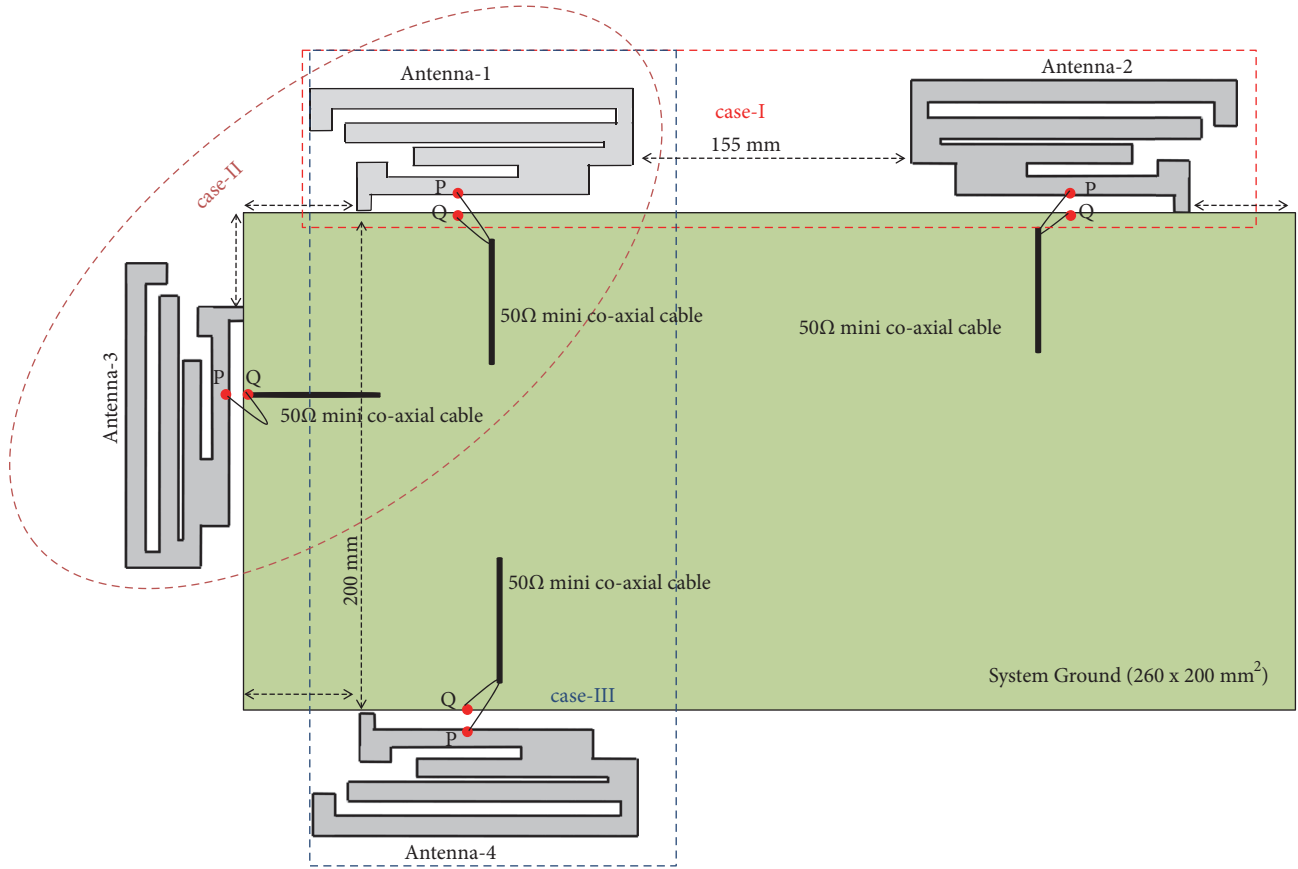 Antenna-1
Antenna-2
case-I
155 mm
case-II
P
Q
P
Q
50Ω mini co-axial cable
50Ω mini co-axial cable
Antenna-3
P
Q
50Ω mini co-axial cable
200 mm
50Ω mini co-axial cable
System Ground (260 x 200 mm²)
Q
case-III
P
Antenna-4